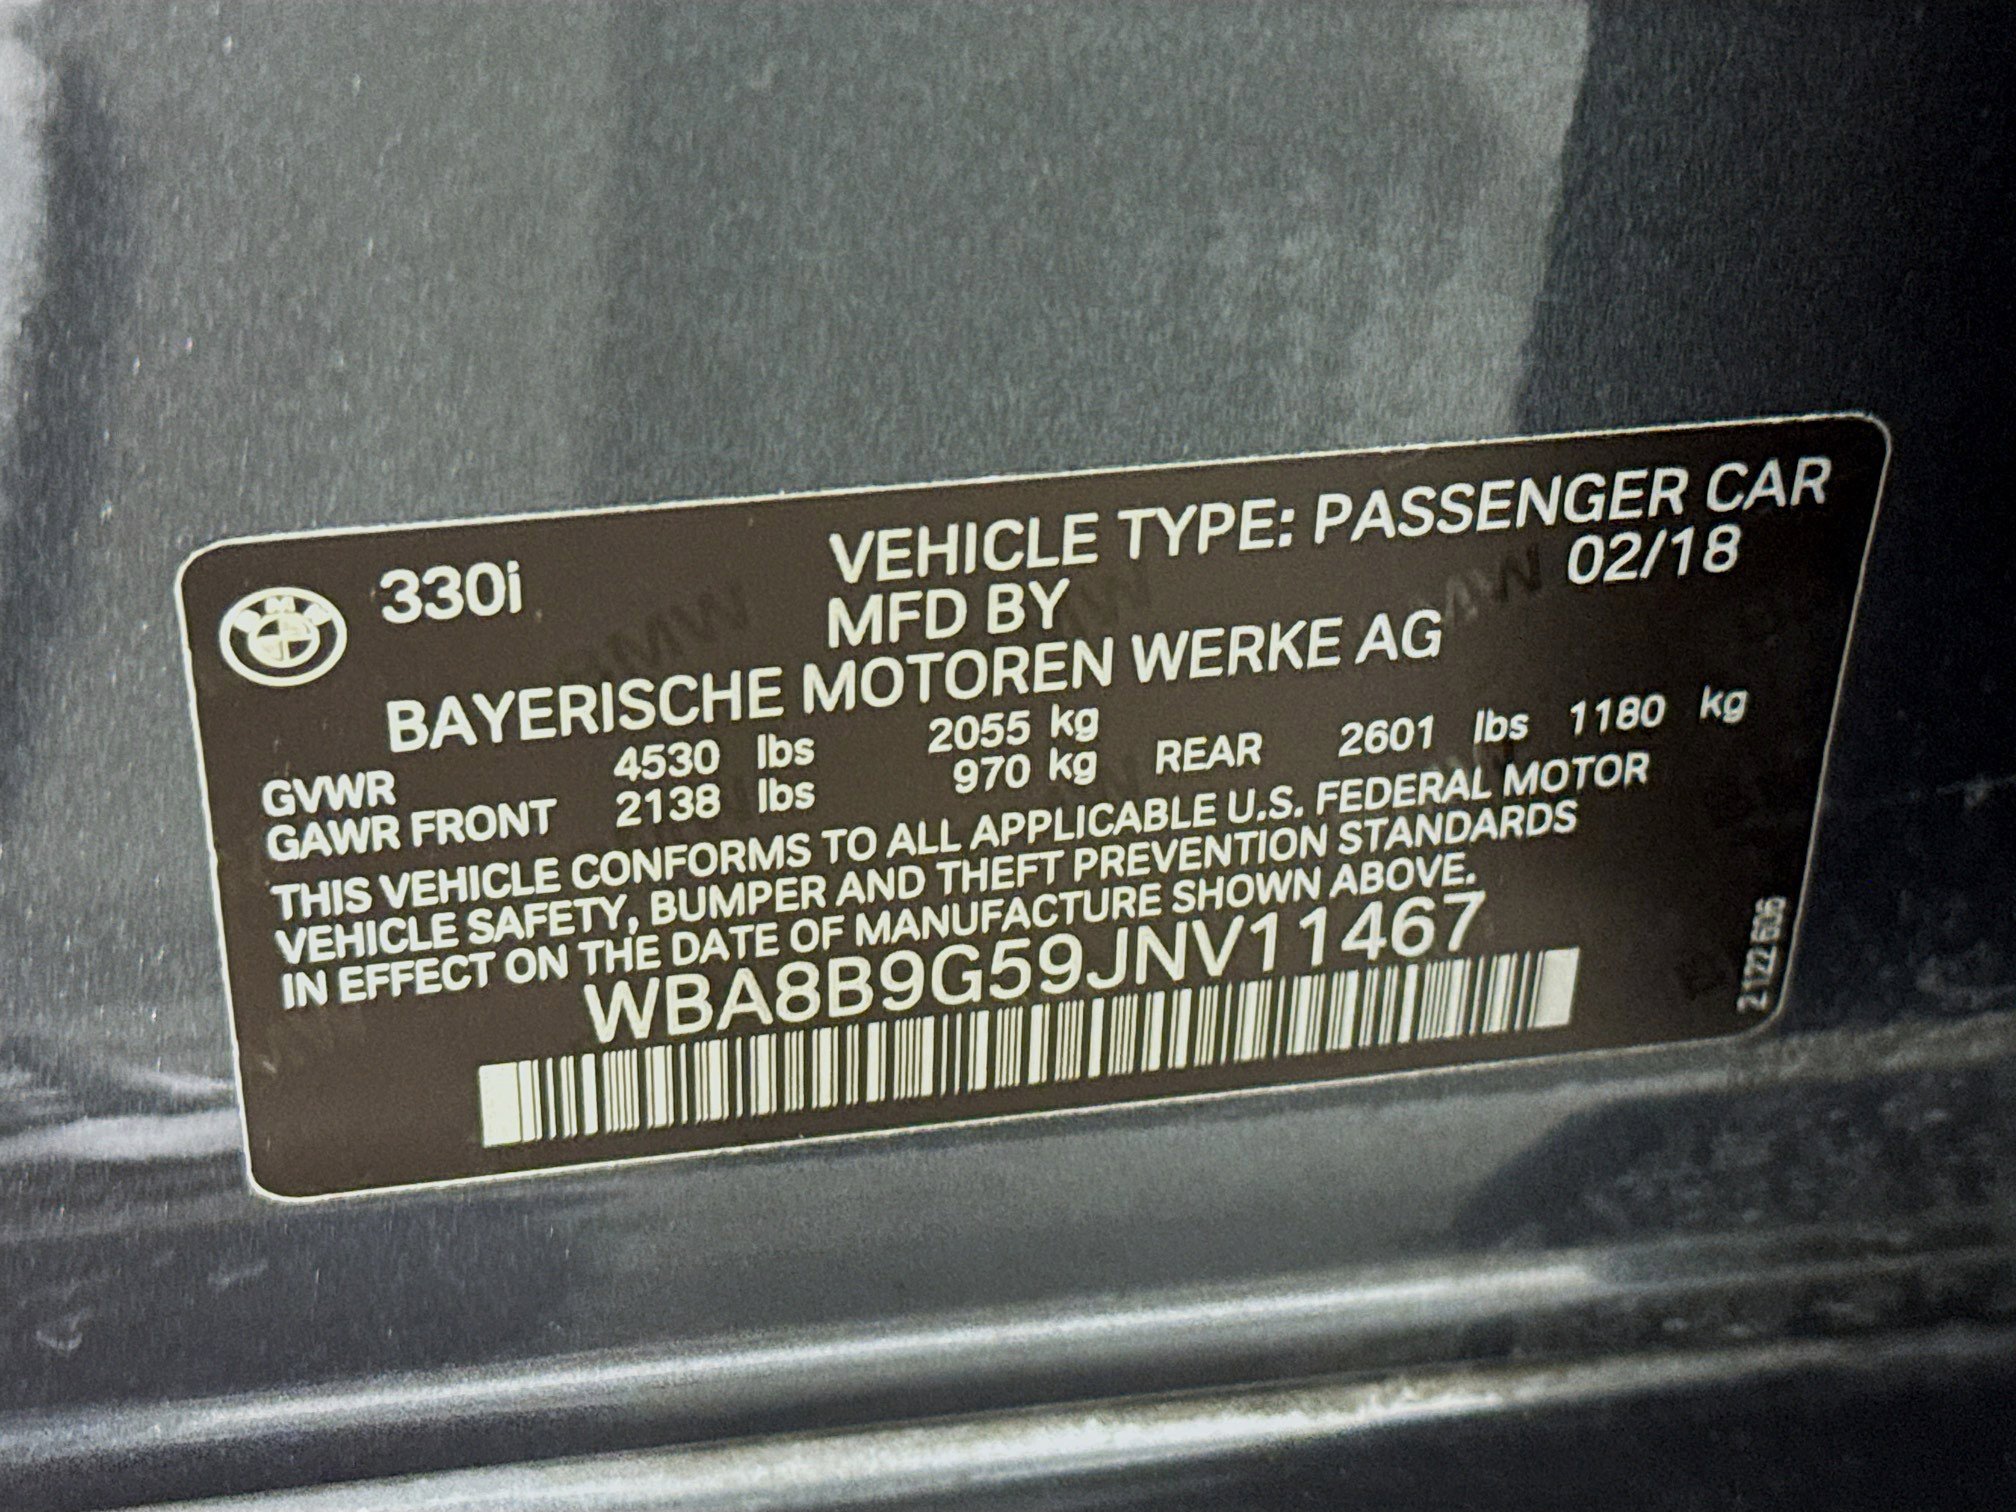 330i VEHICLE TYPE: PASSENGER CAR
MFD BY 02/18
BAYERISCHE MOTOREN WERKE AG
GVWR 4530 lbs 2055 kg
GAWR FRONT 2138 lbs 970 kg REAR 2601 lbs 1180 kg
THIS VEHICLE CONFORMS TO ALL APPLICABLE U.S. FEDERAL MOTOR
VEHICLE SAFETY, BUMPER AND THEFT PREVENTION STANDARDS
IN EFFECT ON THE DATE OF MANUFACTURE SHOWN ABOVE.
WBA8B9G59JNV11467